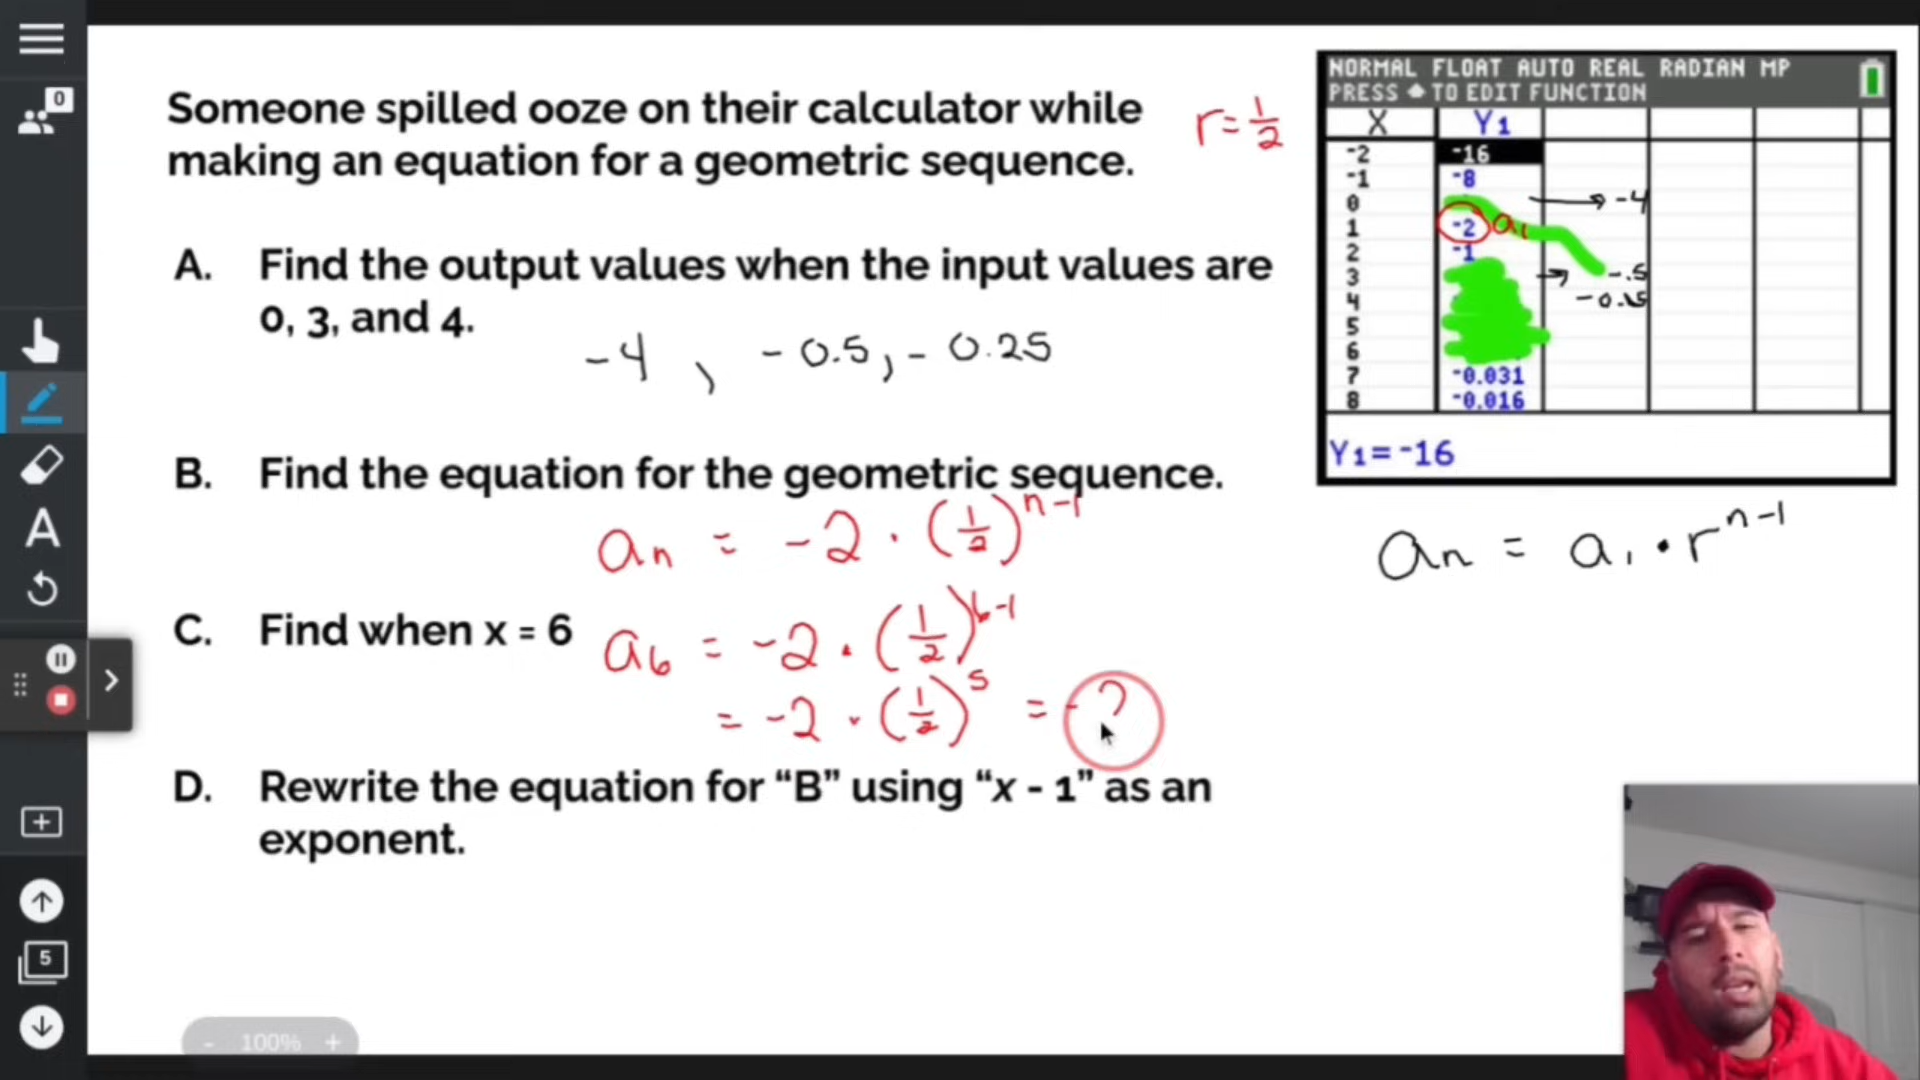 0
Someone spilled ooze on their calculator while
making an equation for a geometric sequence.
r = 1/2
A. Find the output values when the input values are
0, 3, and 4.
-4 , -0.5, -0.25
B. Find the equation for the geometric sequence.
an = -2 · (1/2)^n-1
C. Find when x = 6
a6 = -2 · (1/2)^6-1
= -2 · (1/2)^5 = -?
D. Rewrite the equation for “B” using “x - 1” as an
exponent.
NORMAL FLOAT AUTO REAL RADIAN MP
PRESS TO EDIT FUNCTION
X Y1
-2 -16
-1 -8
0 → -4
1 -2 a1
2 -1
3 → -.5
4
5
6
7 -0.031
8 -0.016
Y1=-16
an = a1 · r^n-1
A
5
- 100% +